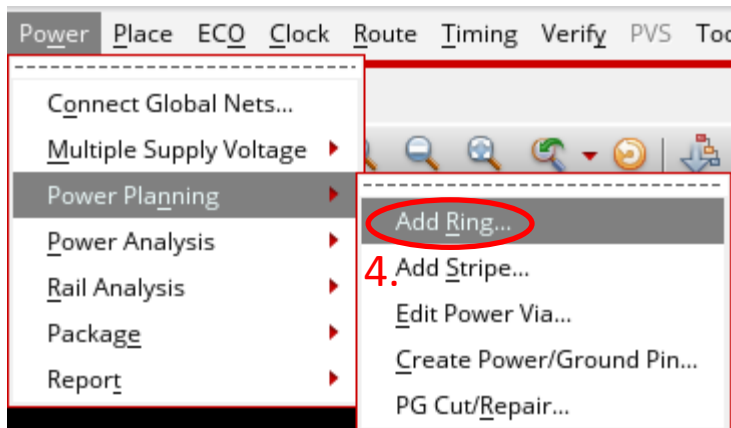 Power Place ECO Clock Route Timing Verify PVS
Connect Global Nets...
Multiple Supply Voltage
Power Planning
Power Analysis
Rail Analysis
Package
Report
Add Ring...
4.
Add Stripe...
Edit Power Via...
Create Power/Ground Pin...
PG Cut/Repair...